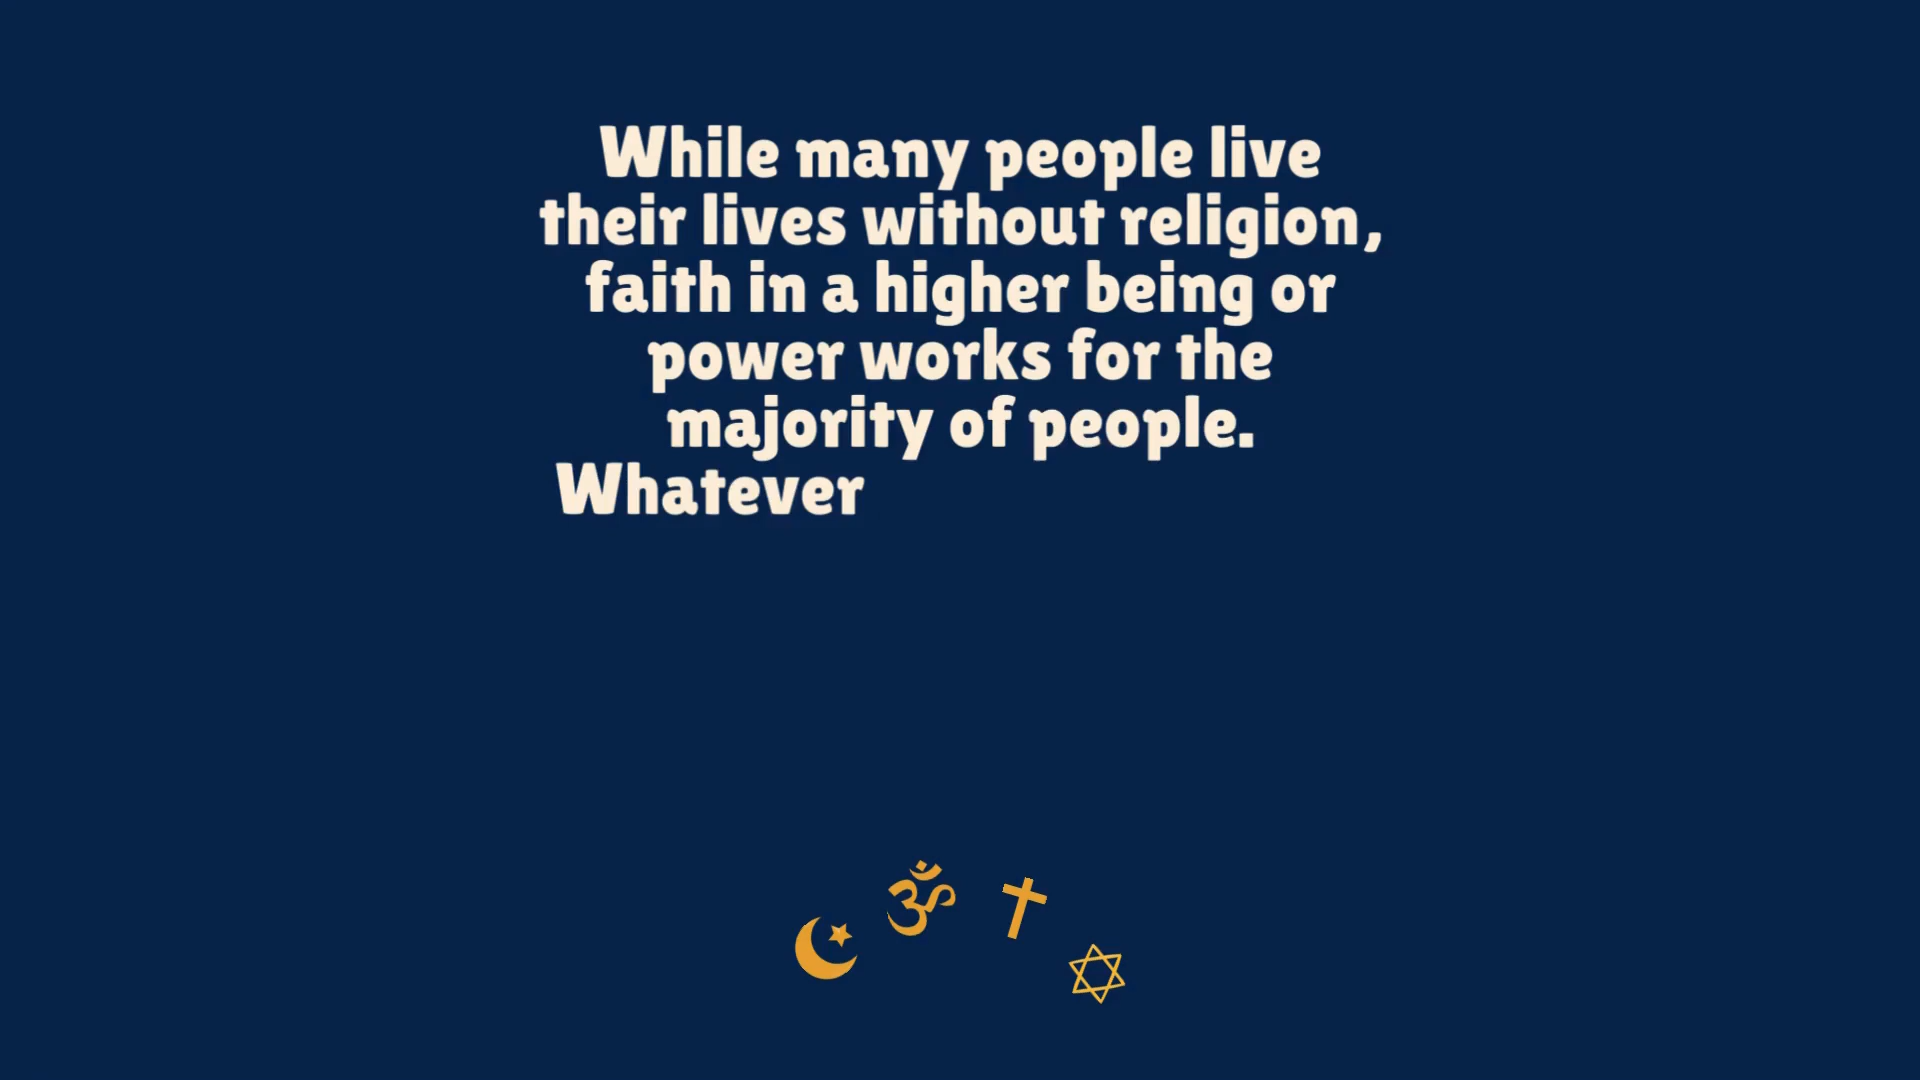 While many people live
their lives without religion,
faith in a higher being or
power works for the
majority of people.
Whatever
ॐ